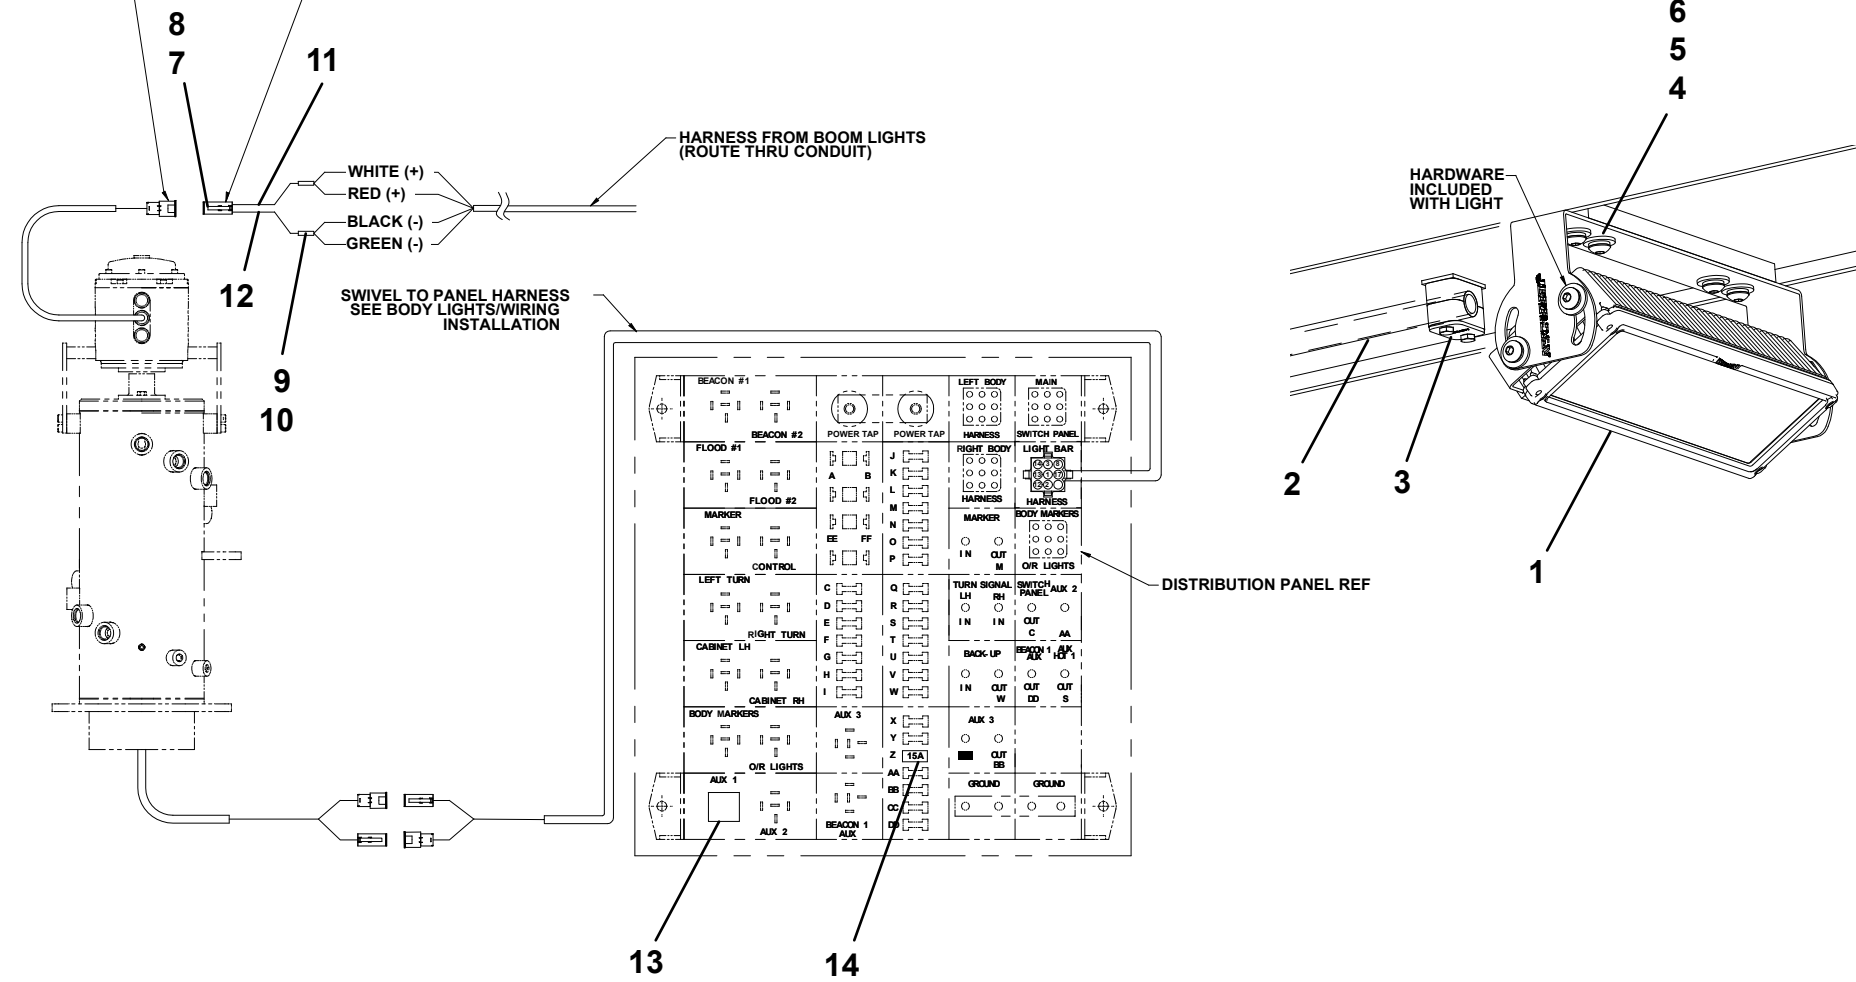 8
7
11
6
5
4
HARNESS FROM BOOM LIGHTS
(ROUTE THRU CONDUIT)
WHITE (+)
RED (+)
BLACK (-)
GREEN (-)
12
9
10
SWIVEL TO PANEL HARNESS
SEE BODY LIGHTS/WIRING
INSTALLATION
HARDWARE
INCLUDED
WITH LIGHT
2
3
1
BEACON #1
BEACON #2
POWER TAP
POWER TAP
LEFT BODY
HARNESS
MAIN
SWITCH PANEL
FLOOD #1
FLOOD #2
A
B
EE
FF
J
K
L
M
N
O
P
RIGHT BODY
HARNESS
LIGHT BAR
HARNESS
MARKER
CONTROL
MARKER
IN
OUT
M
BODY MARKERS
O/R LIGHTS
DISTRIBUTION PANEL REF
LEFT TURN
RIGHT TURN
C
D
E
F
G
H
I
Q
R
S
T
U
V
W
TURN SIGNAL
LH
RH
IN
IN
SWITCH
PANEL
AUX 2
OUT
C
AA
CABINET LH
CABINET RH
BACK-UP
IN
OUT
W
BEACON 1
AUX
AUX
HOT 1
OUT
DD
OUT
S
BODY MARKERS
O/R LIGHTS
AUX 3
X
Y
Z
15A
AA
BB
CC
DD
AUX 3
OUT
BB
AUX 1
AUX 2
BEACON 1
AUX
GROUND
GROUND
13
14